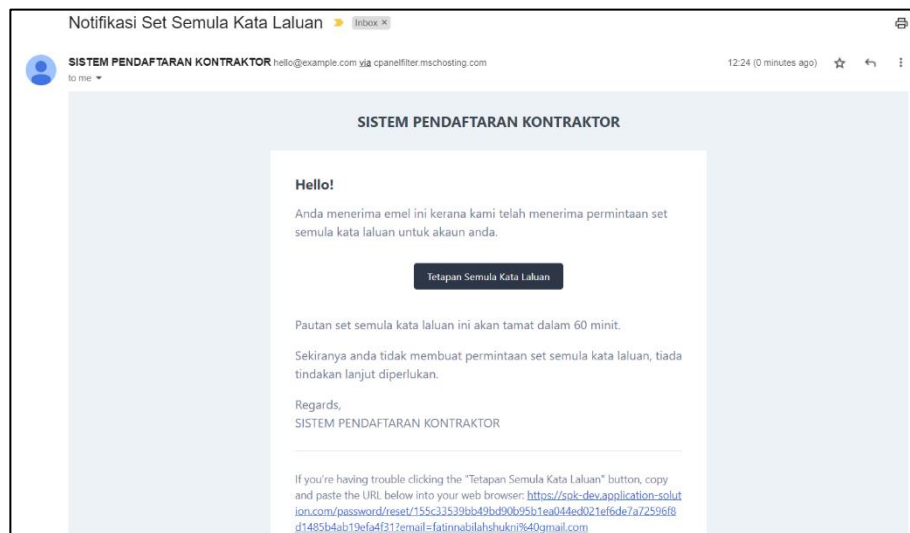 Notifikasi Set Semula Kata Laluan
Inbox ×
SISTEM PENDAFTARAN KONTRAKTOR hello@example.com via cpanelfilter.mschosting.com
12:24 (0 minutes ago)
to me
SISTEM PENDAFTARAN KONTRAKTOR
Hello!
Anda menerima emel ini kerana kami telah menerima permintaan set
semula kata laluan untuk akaun anda.
Tetapan Semula Kata Laluan
Pautan set semula kata laluan ini akan tamat dalam 60 minit.
Sekiranya anda tidak membuat permintaan set semula kata laluan, tiada
tindakan lanjut diperlukan.
Regards,
SISTEM PENDAFTARAN KONTRAKTOR
If you're having trouble clicking the "Tetapan Semula Kata Laluan" button, copy
and paste the URL below into your web browser: https://spk-dev.application-solut
ion.com/password/reset/155c33539bb49bd90b95b1ea044ed021ef6de7a72596f8
d1485b4ab19efa4f31?email=fatinnabilahshukni%40gmail.com